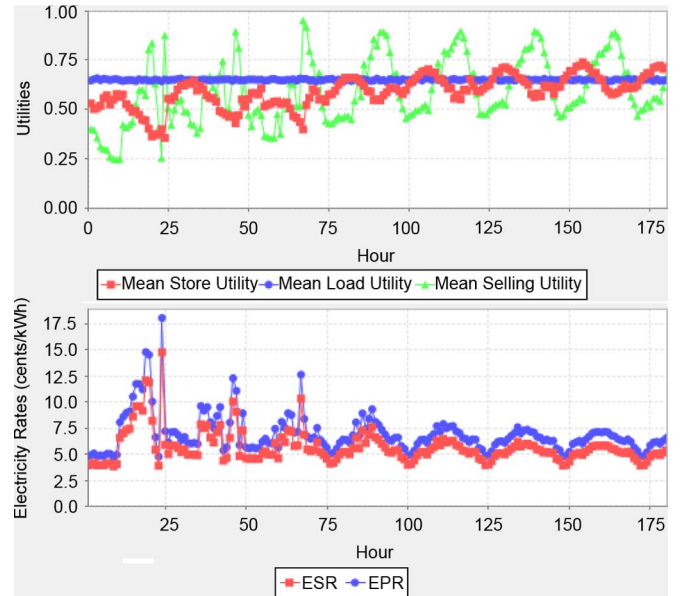 1.00
0.75
0.50
0.25
0.00
Utilities
0 25 50 75 100 125 150 175
Hour
Mean Store Utility Mean Load Utility Mean Selling Utility
17.5
15.0
12.5
10.0
7.5
5.0
2.5
0.0
Electricity Rates (cents/kWh)
25 50 75 100 125 150 175
Hour
ESR EPR